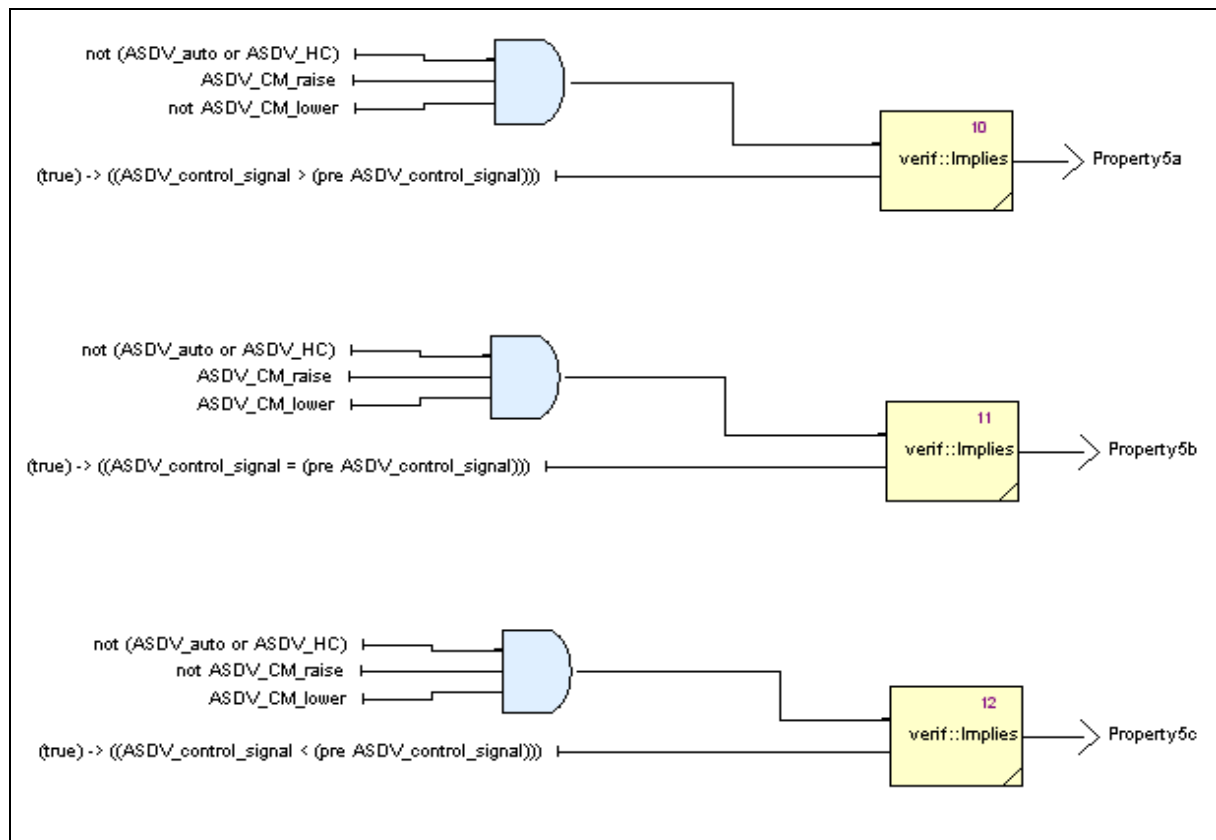 not (ASDV_auto or ASDV_HC)
ASDV_CM_raise
not ASDV_CM_lower
10
verif::Implies
Property5a
(true) -> ((ASDV_control_signal > (pre ASDV_control_signal)))
not (ASDV_auto or ASDV_HC)
ASDV_CM_raise
ASDV_CM_lower
11
verif::Implies
Property5b
(true) -> ((ASDV_control_signal = (pre ASDV_control_signal)))
not (ASDV_auto or ASDV_HC)
not ASDV_CM_raise
ASDV_CM_lower
12
verif::Implies
Property5c
(true) -> ((ASDV_control_signal < (pre ASDV_control_signal)))